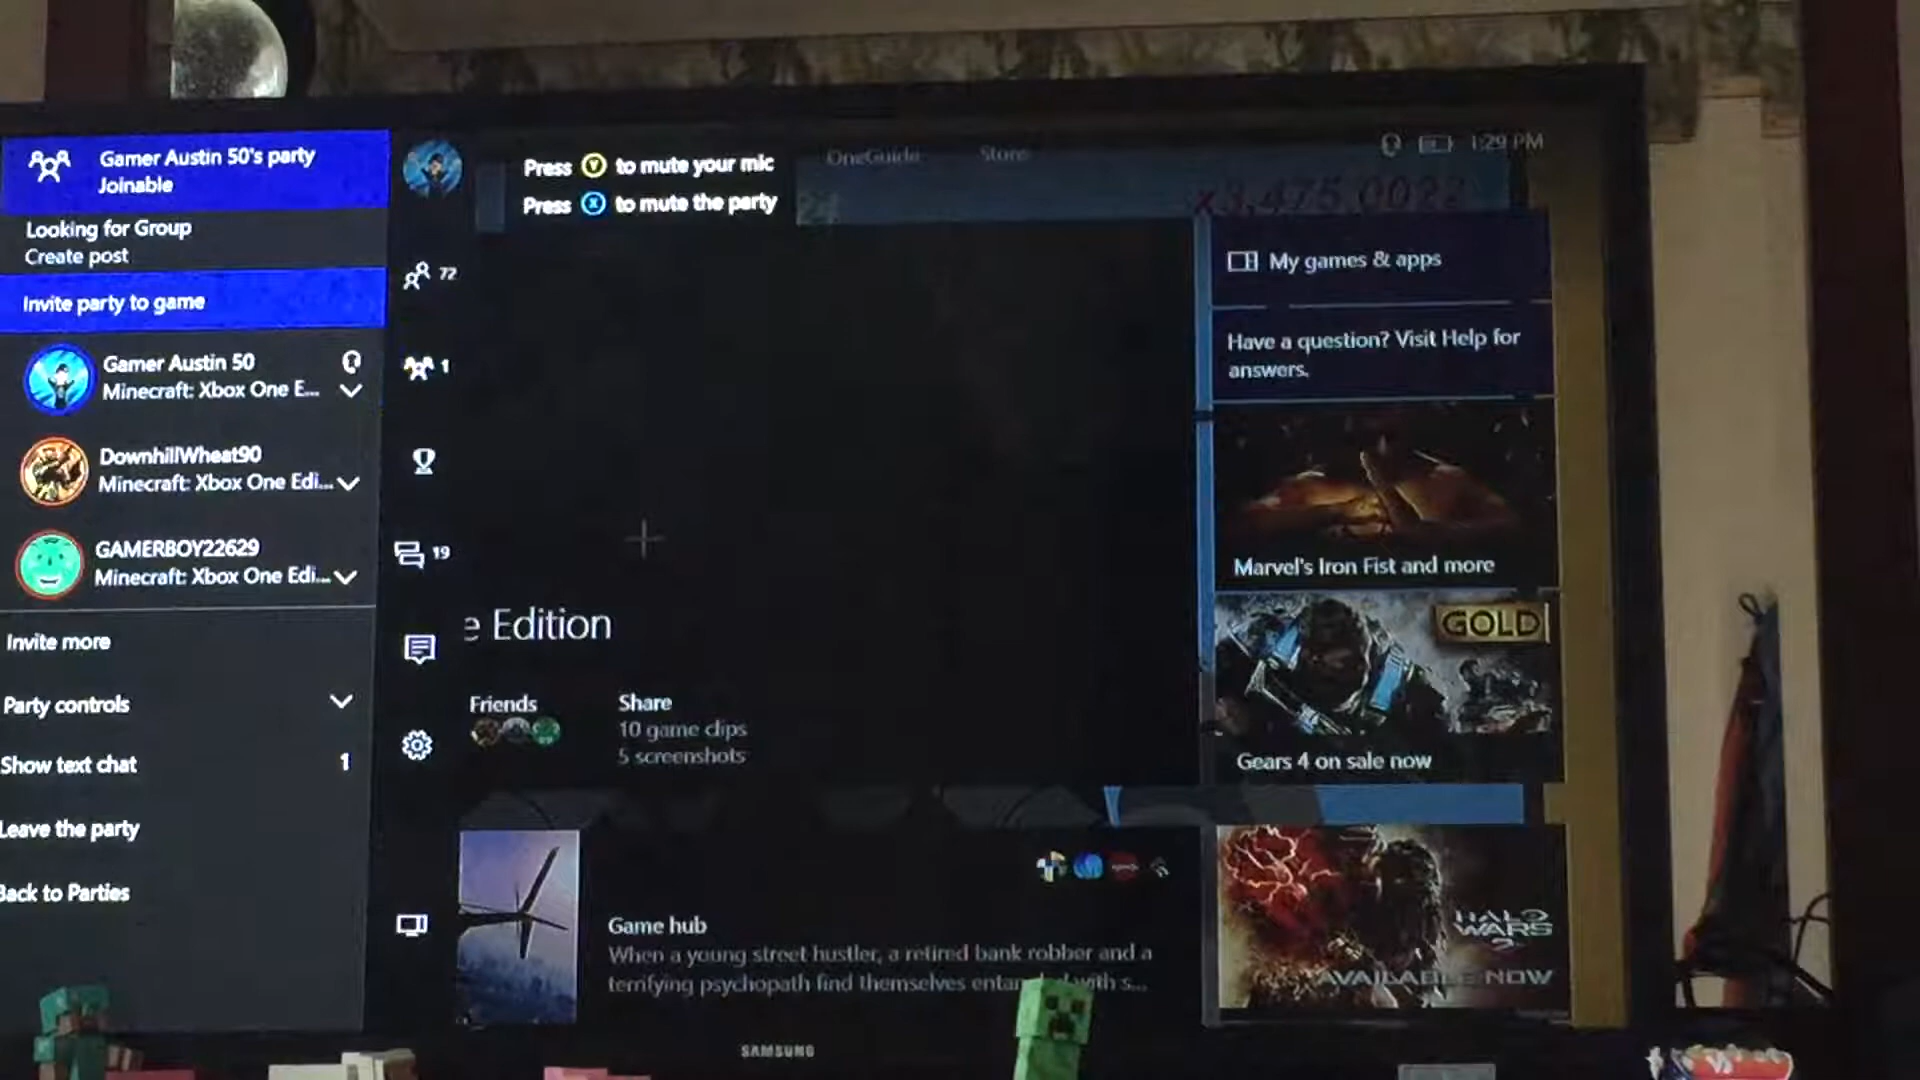 Gamer Austin 50's party
Joinable
Looking for Group
Create post
Invite party to game
Gamer Austin 50
Minecraft: Xbox One E...
DownhillWheat90
Minecraft: Xbox One Edi...
GAMERBOY22629
Minecraft: Xbox One Edi...
Invite more
Party controls
Show text chat 1
Leave the party
Back to Parties
72
1
19
Press Y to mute your mic
Press X to mute the party
OneGuide Store
1:29 PM
e Edition
Friends
Share
10 game clips
5 screenshots
Game hub
When a young street hustler, a retired bank robber and a
terrifying psychopath find themselves with s...
My games & apps
Have a question? Visit Help for
answers.
Marvel's Iron Fist and more
GOLD
Gears 4 on sale now
HALO
WARS
2
AVAILABLE NOW
SAMSUNG